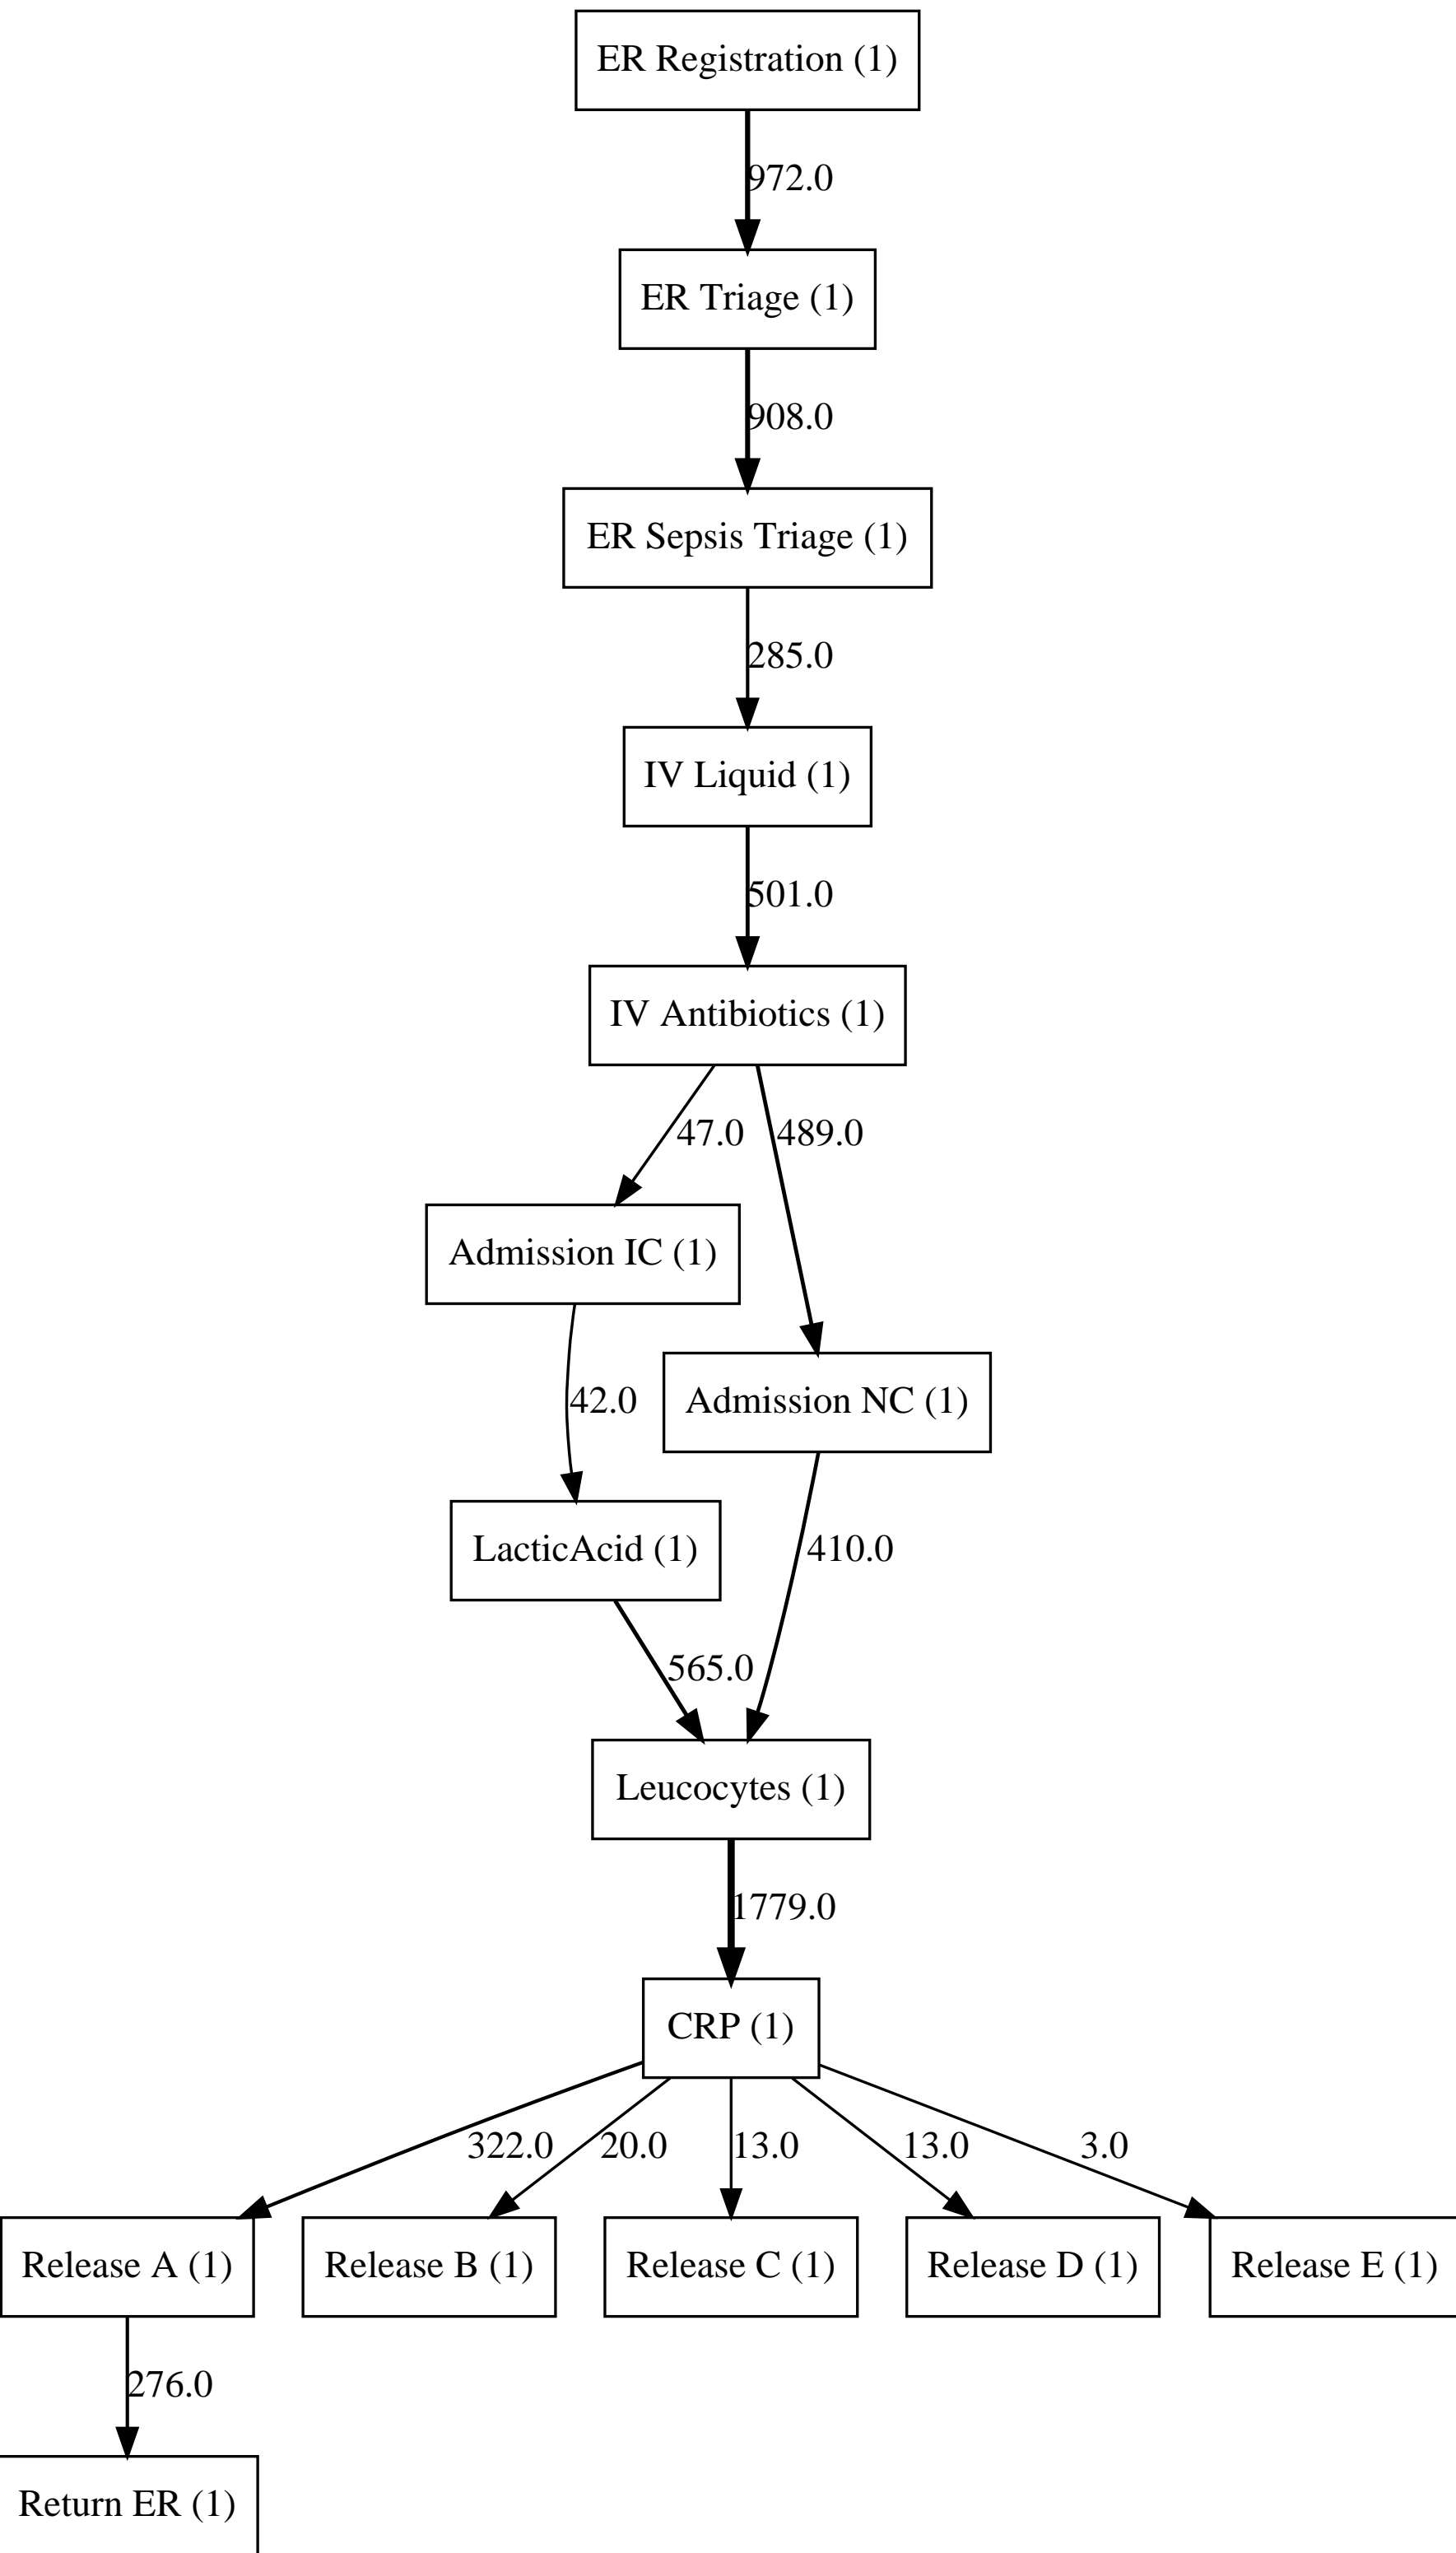 ER Registration (1)
972.0
ER Triage (1)
908.0
ER Sepsis Triage (1)
285.0
IV Liquid (1)
501.0
IV Antibiotics (1)
47.0
489.0
Admission IC (1)
42.0
Admission NC (1)
LacticAcid (1)
410.0
565.0
Leucocytes (1)
1779.0
CRP (1)
322.0
20.0
13.0
13.0
3.0
Release A (1)
Release B (1)
Release C (1)
Release D (1)
Release E (1)
276.0
Return ER (1)